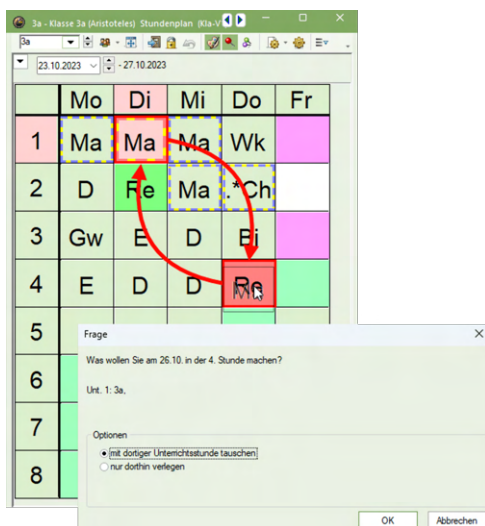 3a - Klasse 3a (Aristoteles) Stundenplan (Kla-V
3a
23.10.2023 - 27.10.2023
Mo Di Mi Do Fr
1 Ma Ma Ma Wk
2 D Re Ma .*Ch
3 Gw E D Bi
4 E D D Re
5
6
7
8
Frage
Was wollen Sie am 26.10. in der 4. Stunde machen?
Unt. 1: 3a,
Optionen
mit dortiger Unterrichtsstunde tauschen
nur dorthin verlegen
OK Abbrechen